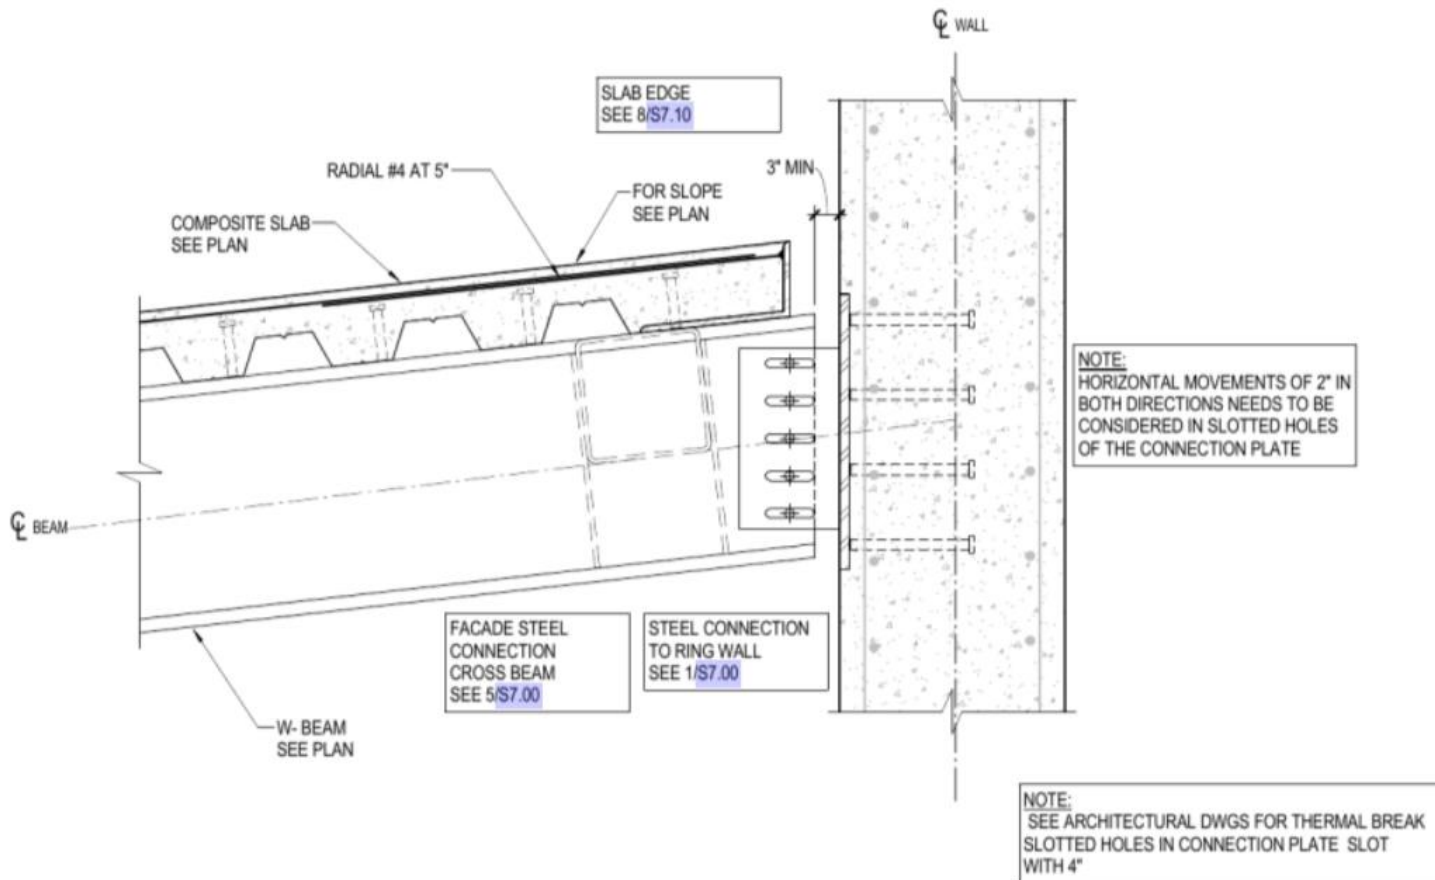 ℄ WALL
SLAB EDGE
SEE 8/S7.10
RADIAL #4 AT 5"
3" MIN
FOR SLOPE
SEE PLAN
COMPOSITE SLAB
SEE PLAN
NOTE:
HORIZONTAL MOVEMENTS OF 2" IN
BOTH DIRECTIONS NEEDS TO BE
CONSIDERED IN SLOTTED HOLES
OF THE CONNECTION PLATE
℄ BEAM
FACADE STEEL
CONNECTION
CROSS BEAM
SEE 5/S7.00
STEEL CONNECTION
TO RING WALL
SEE 1/S7.00
W- BEAM
SEE PLAN
NOTE:
SEE ARCHITECTURAL DWGS FOR THERMAL BREAK
SLOTTED HOLES IN CONNECTION PLATE SLOT
WITH 4"